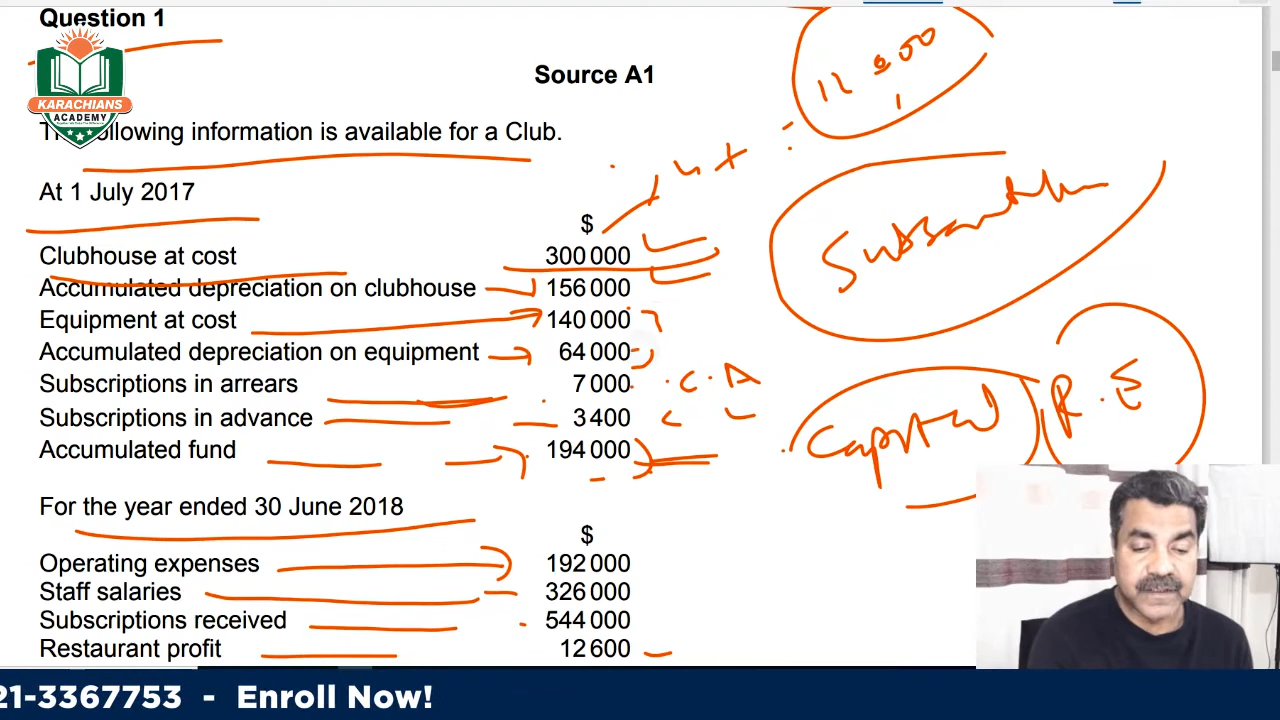 Question 1
Source A1
KARACHIANS
ACADEMY
The following information is available for a Club.
At 1 July 2017
$
Clubhouse at cost 300 000
Accumulated depreciation on clubhouse 156 000
Equipment at cost 140 000
Accumulated depreciation on equipment 64 000
Subscriptions in arrears 7 000 C.A
Subscriptions in advance 3 400 C L
Accumulated fund 194 000
Capital R.E
For the year ended 30 June 2018
$
Operating expenses 192 000
Staff salaries 326 000
Subscriptions received 544 000
Restaurant profit 12 600
21-3367753 - Enroll Now!